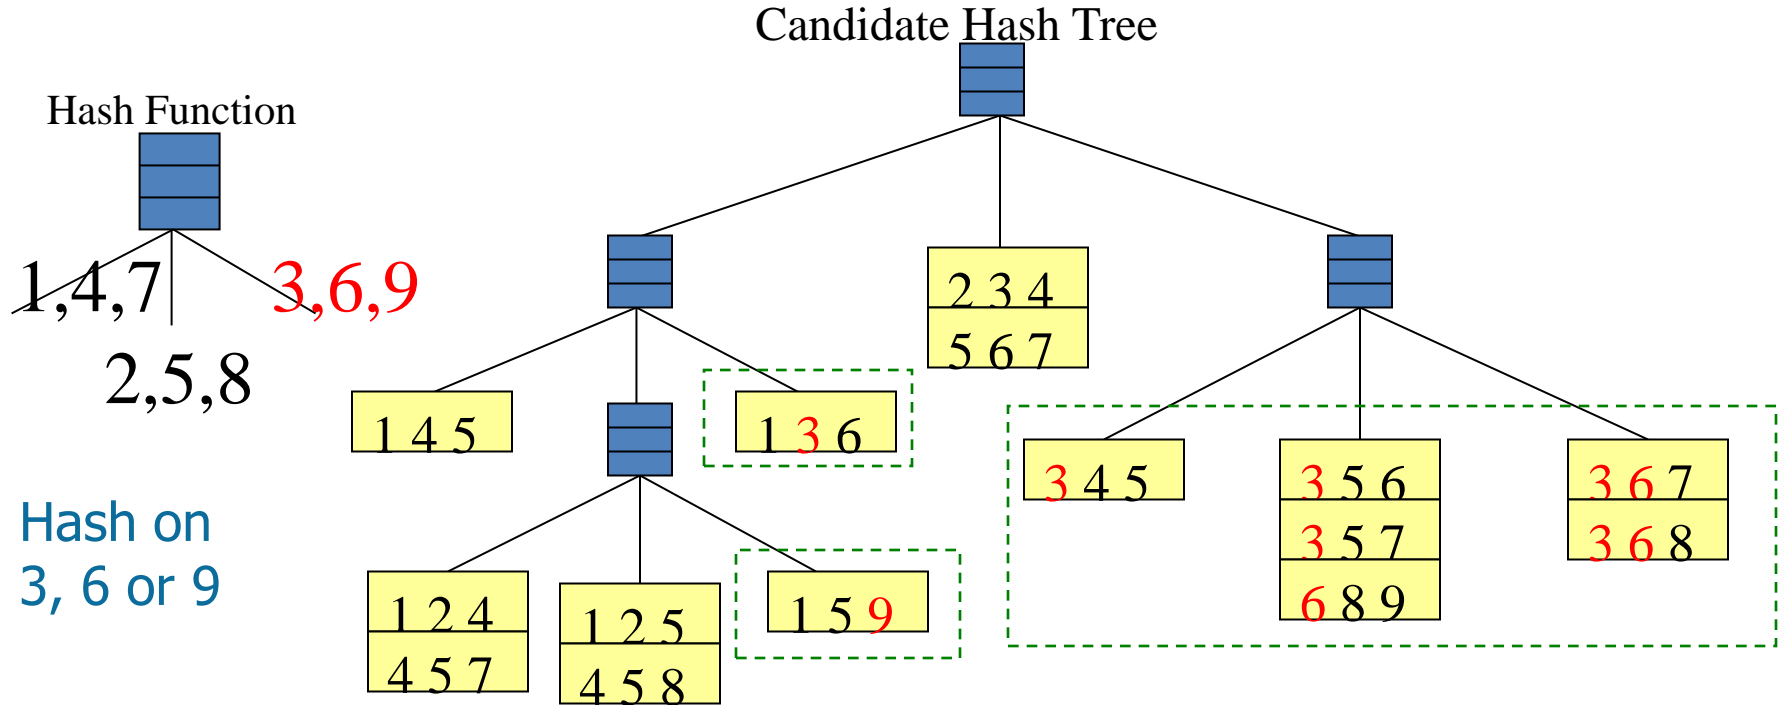 Candidate Hash Tree
Hash Function
1,4,7
3,6,9
2,5,8
Hash on
3, 6 or 9
2 3 4
5 6 7
1 4 5
1 3 6
3 4 5
3 5 6
3 5 7
6 8 9
3 6 7
3 6 8
1 2 4
4 5 7
1 2 5
4 5 8
1 5 9